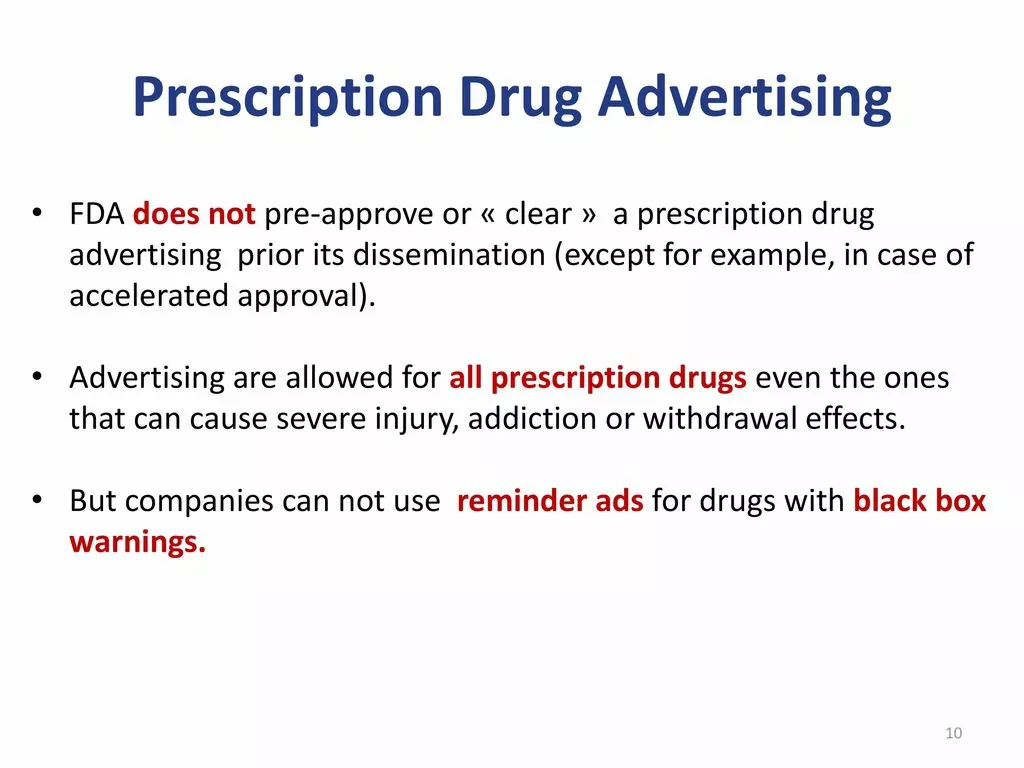 Prescription Drug Advertising
• FDA does not pre-approve or « clear »  a prescription drug
advertising  prior its dissemination (except for example, in case of
accelerated approval).
• Advertising are allowed for all prescription drugs even the ones
that can cause severe injury, addiction or withdrawal effects.
• But companies can not use  reminder ads for drugs with black box
warnings.
10